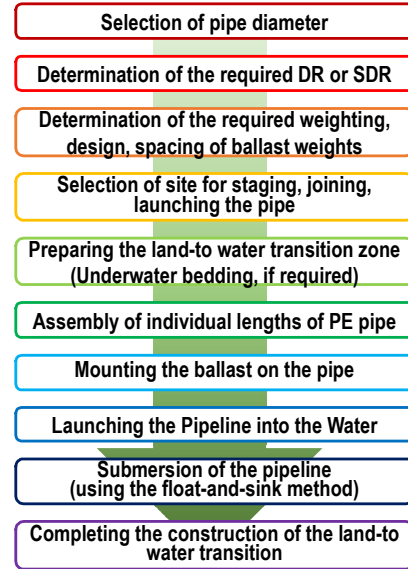 Selection of pipe diameter
Determination of the required DR or SDR
Determination of the required weighting,
design, spacing of ballast weights
Selection of site for staging, joining,
launching the pipe
Preparing the land-to water transition zone
(Underwater bedding, if required)
Assembly of individual lengths of PE pipe
Mounting the ballast on the pipe
Launching the Pipeline into the Water
Submersion of the pipeline
(using the float-and-sink method)
Completing the construction of the land-to
water transition